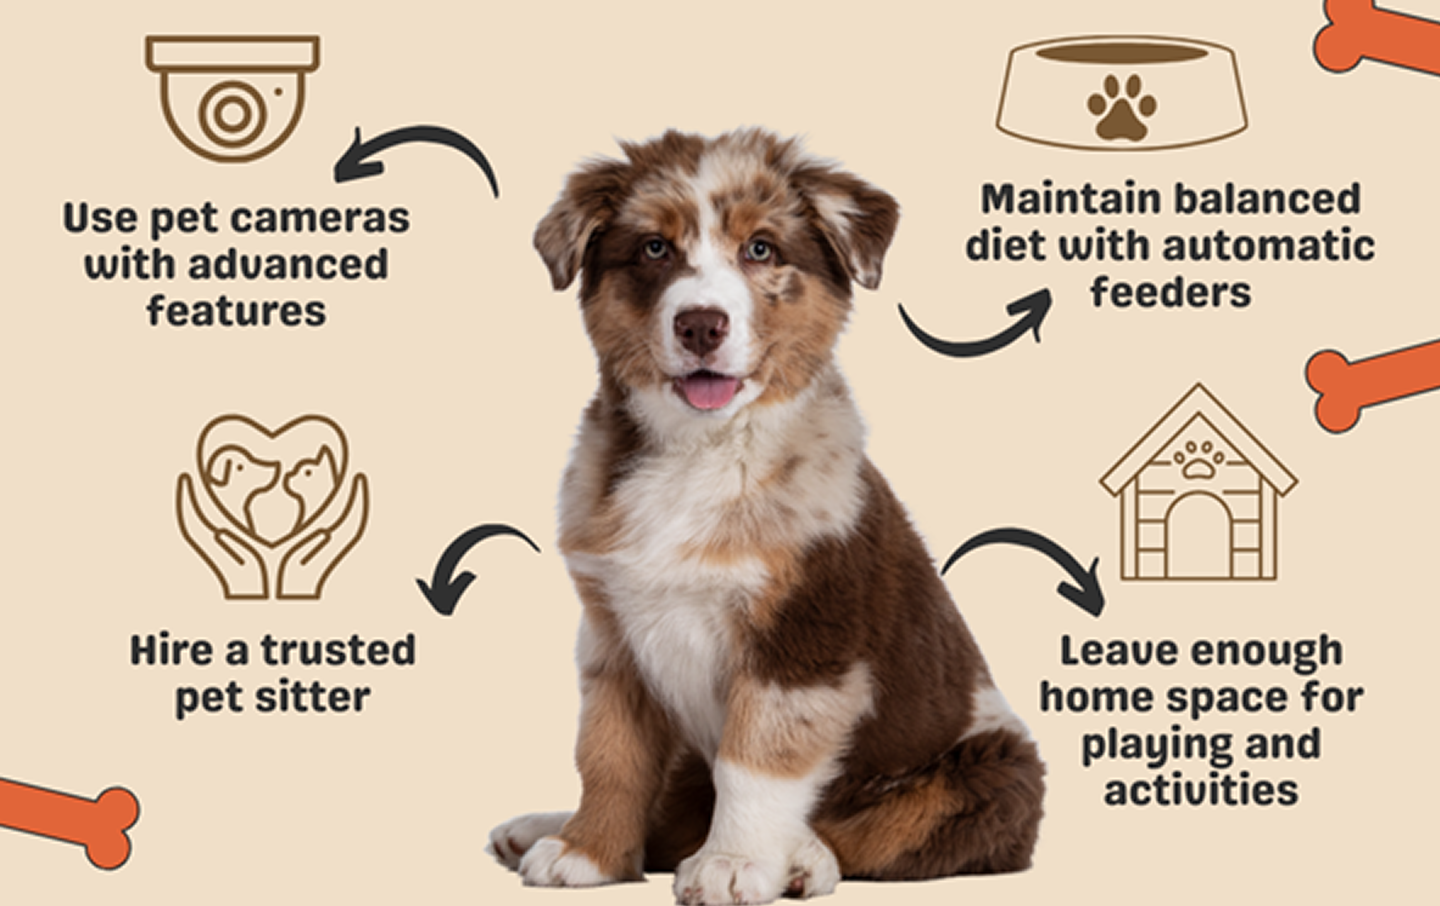 Use pet cameras
with advanced
features
Maintain balanced
diet with automatic
feeders
Hire a trusted
pet sitter
Leave enough
home space for
playing and
activities